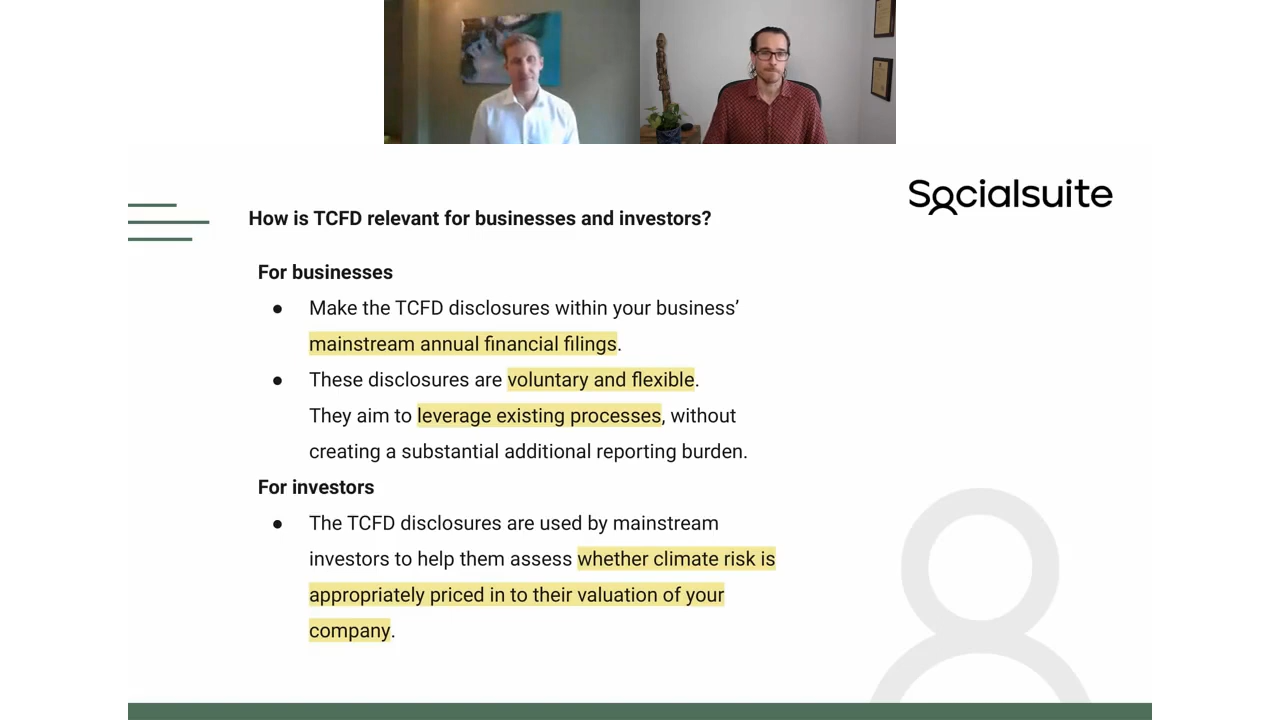 Socialsuite
How is TCFD relevant for businesses and investors?
For businesses
● Make the TCFD disclosures within your business’
mainstream annual financial filings.
● These disclosures are voluntary and flexible.
They aim to leverage existing processes, without
creating a substantial additional reporting burden.
For investors
● The TCFD disclosures are used by mainstream
investors to help them assess whether climate risk is
appropriately priced in to their valuation of your
company.